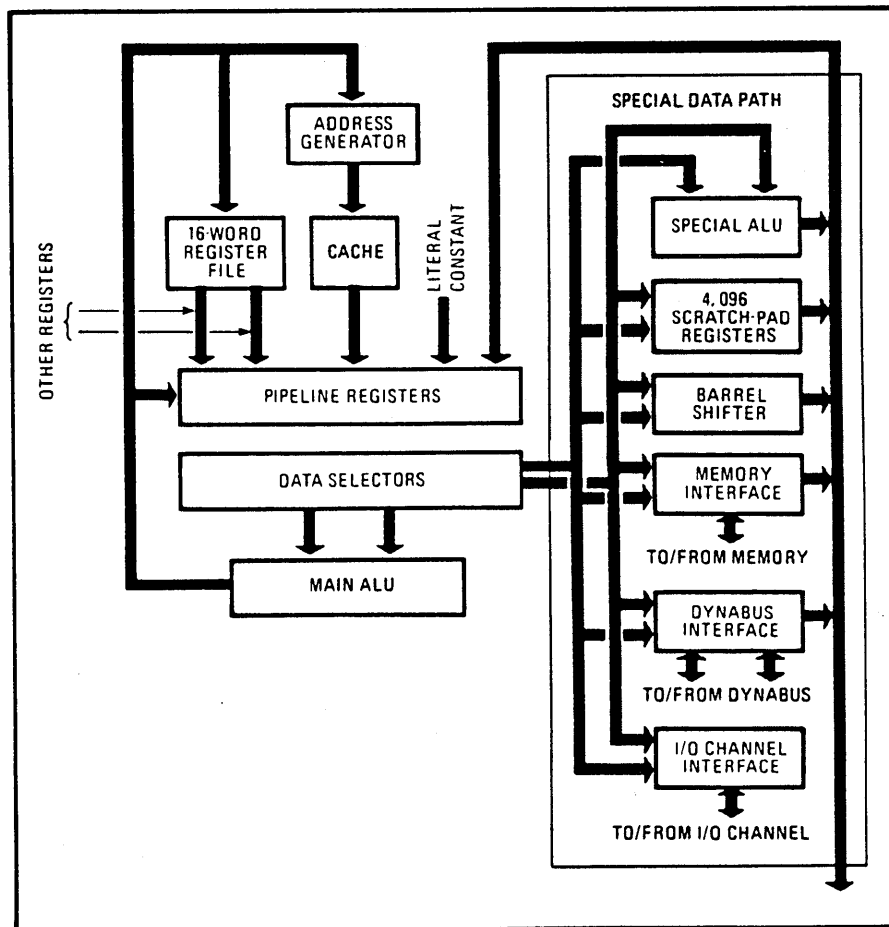 SPECIAL DATA PATH
ADDRESS
GENERATOR
16-WORD
REGISTER
FILE
CACHE
LITERAL
CONSTANT
SPECIAL ALU
OTHER REGISTERS
4,096
SCRATCH-PAD
REGISTERS
PIPELINE REGISTERS
BARREL
SHIFTER
DATA SELECTORS
MEMORY
INTERFACE
TO/FROM MEMORY
MAIN ALU
DYNABUS
INTERFACE
TO/FROM DYNABUS
I/O CHANNEL
INTERFACE
TO/FROM I/O CHANNEL